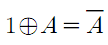 1⊕A = A̅